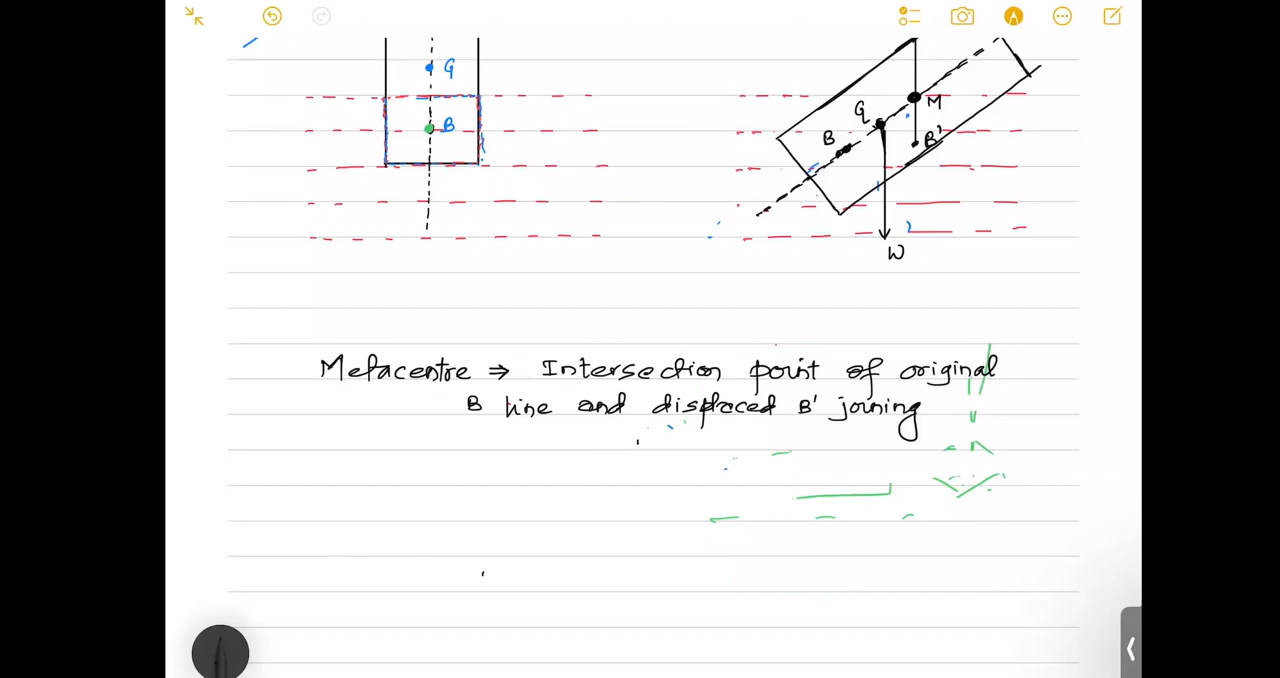 G
B
M
G
B
B'
W
Metacentre ⇒ Intersection point of original
B line and displaced B' joining